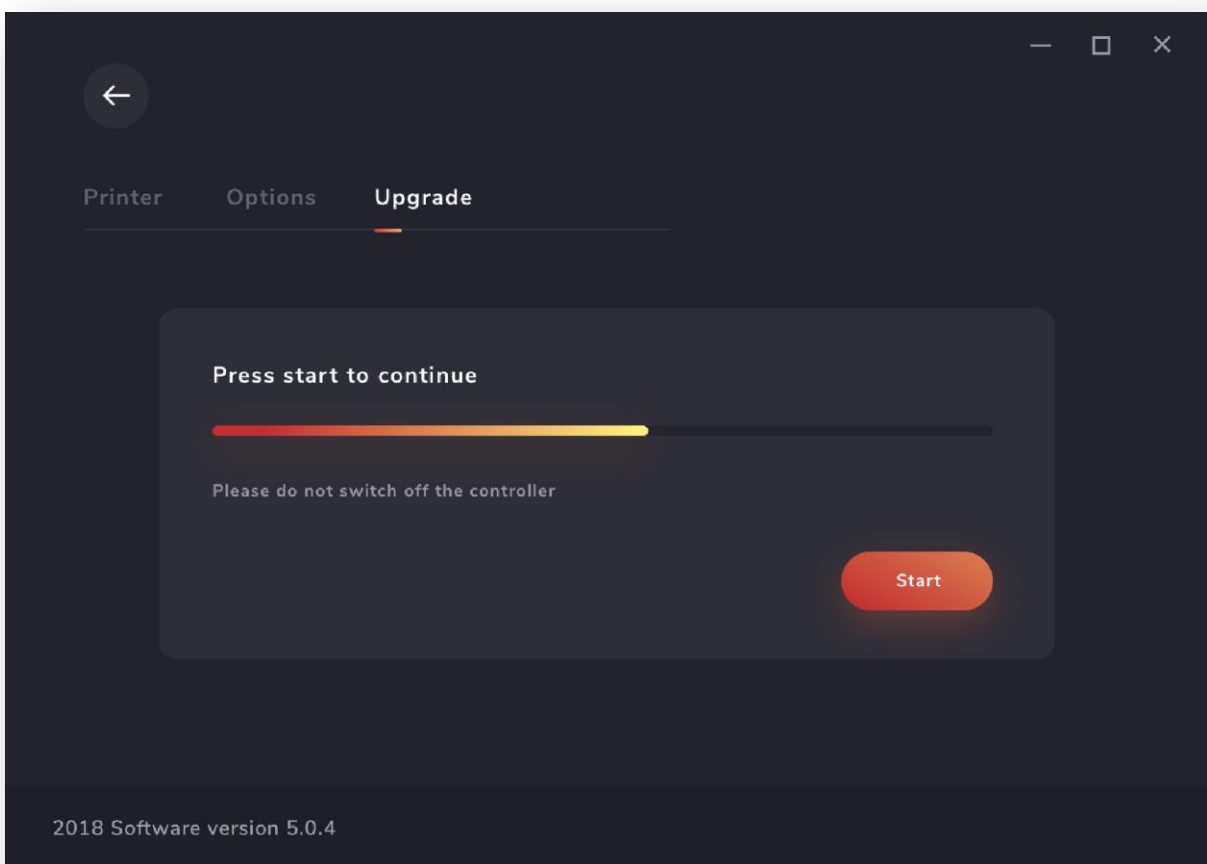 Printer Options Upgrade
Press start to continue
Please do not switch off the controller
Start
2018 Software version 5.0.4